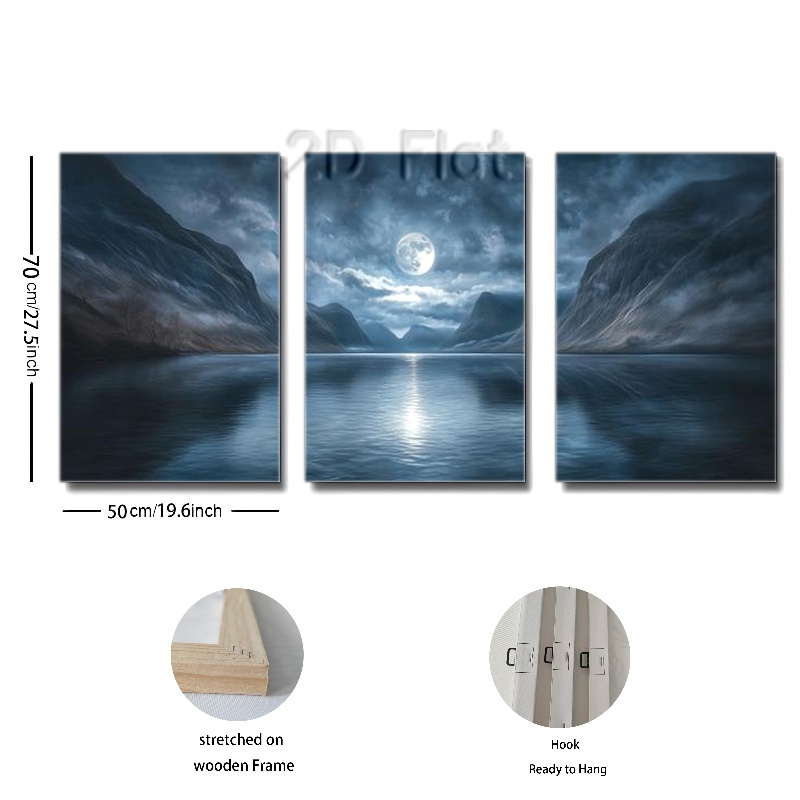 2D Flat
70 cm/27.5inch
50cm/19.6inch
stretched on
wooden Frame
Hook
Ready to Hang